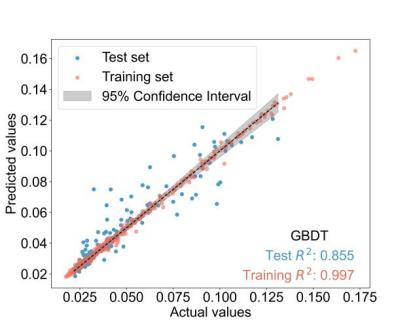 0.16
0.14
0.12
0.10
0.08
0.06
0.04
0.02
Predicted values
Test set
Training set
95% Confidence Interval
GBDT
Test R²: 0.855
Training R²: 0.997
0.025 0.050 0.075 0.100 0.125 0.150 0.175
Actual values